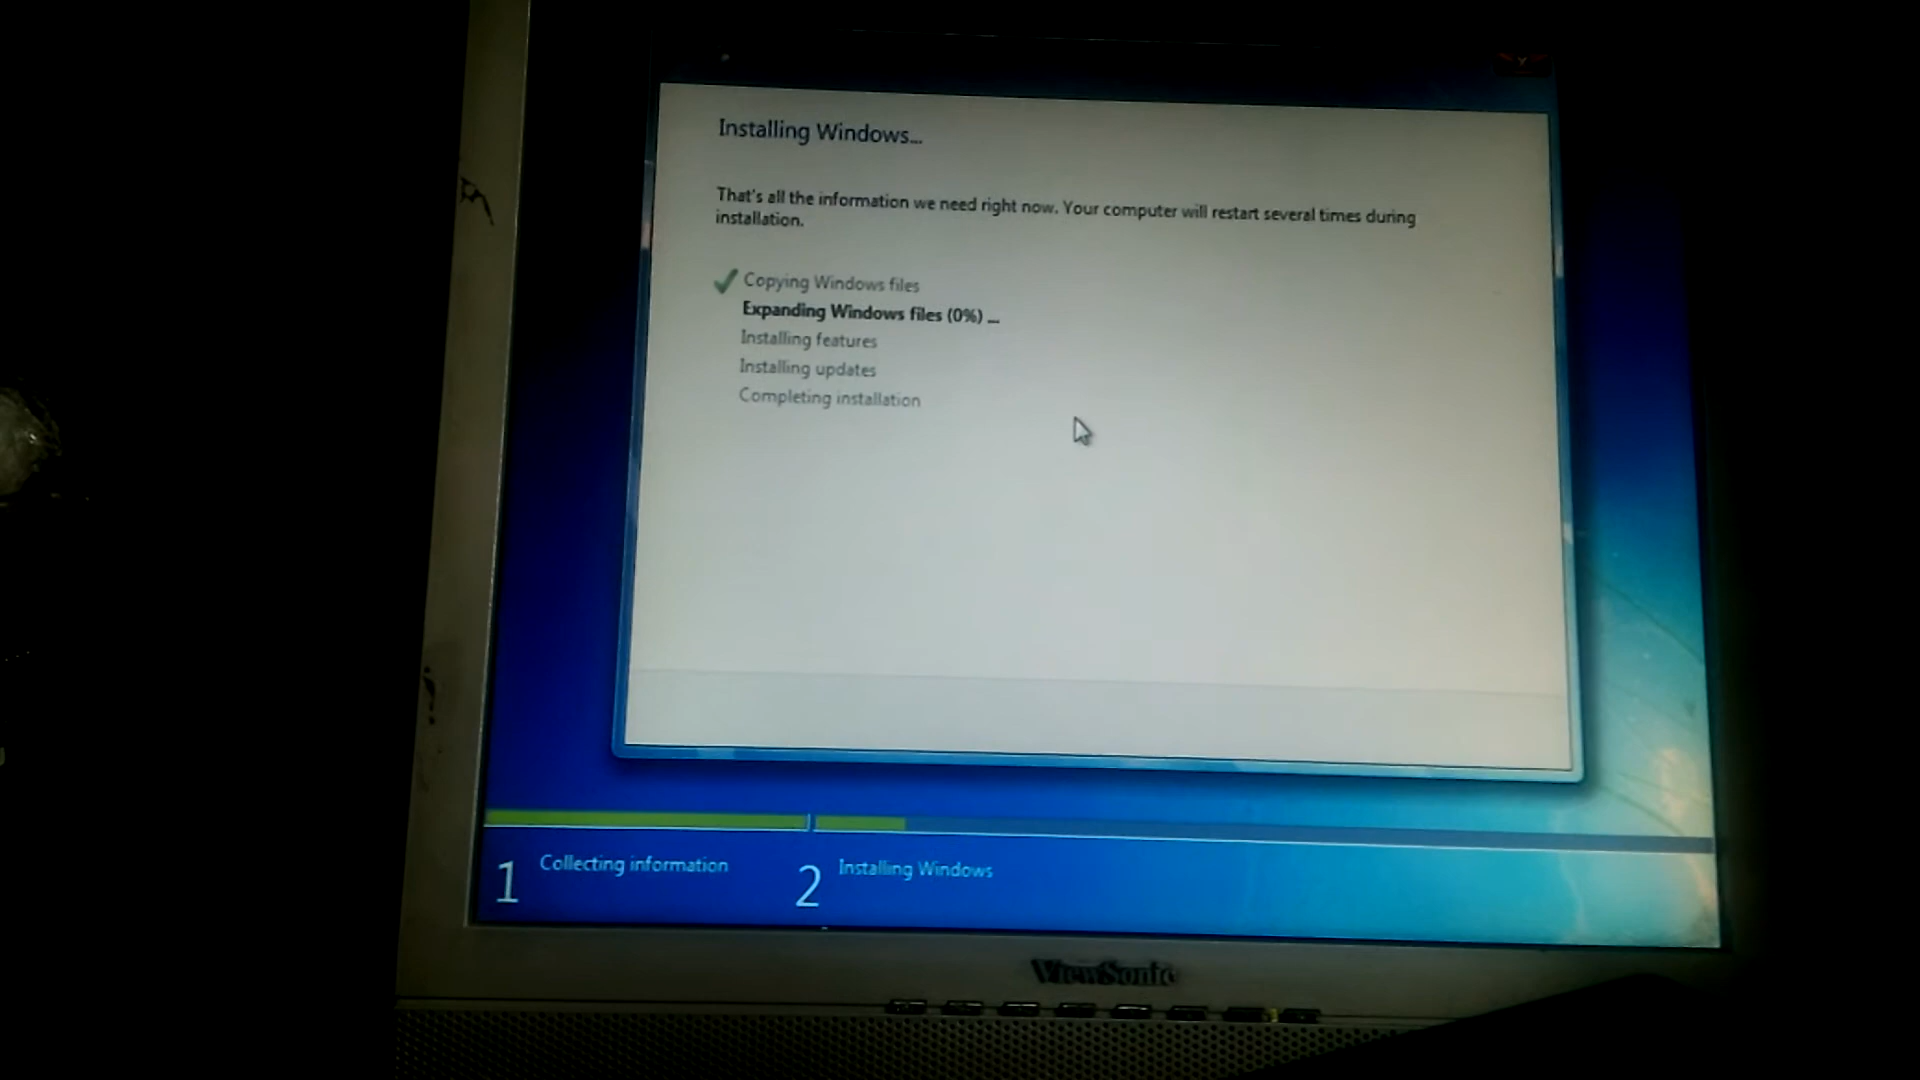 Installing Windows...
That's all the information we need right now. Your computer will restart several times during
installation.
Copying Windows files
Expanding Windows files (0%) ...
Installing features
Installing updates
Completing installation
1 Collecting information
2 Installing Windows
ViewSonic